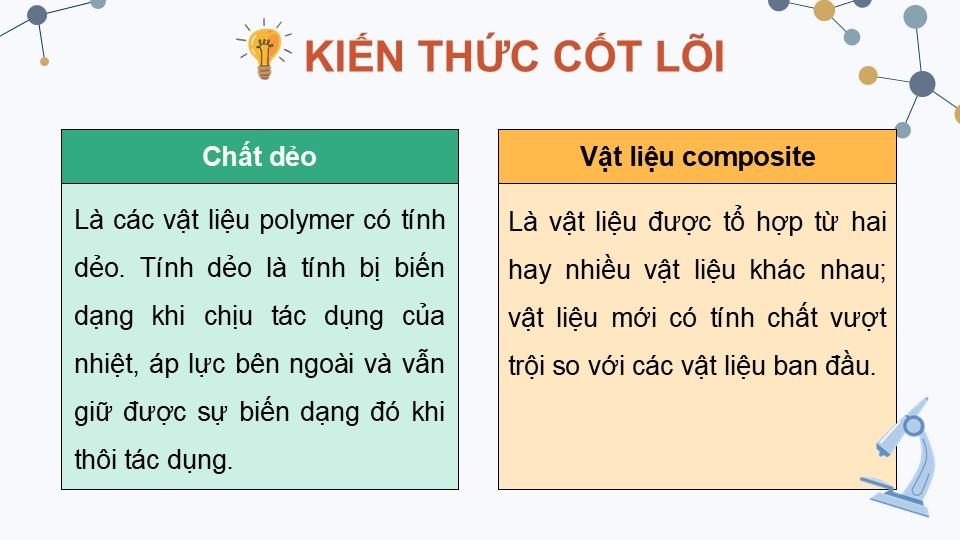 KIẾN THỨC CỐT LÕI
Chất dẻo
Là các vật liệu polymer có tính
dẻo. Tính dẻo là tính bị biến
dạng khi chịu tác dụng của
nhiệt, áp lực bên ngoài và vẫn
giữ được sự biến dạng đó khi
thôi tác dụng.
Vật liệu composite
Là vật liệu được tổ hợp từ hai
hay nhiều vật liệu khác nhau;
vật liệu mới có tính chất vượt
trội so với các vật liệu ban đầu.